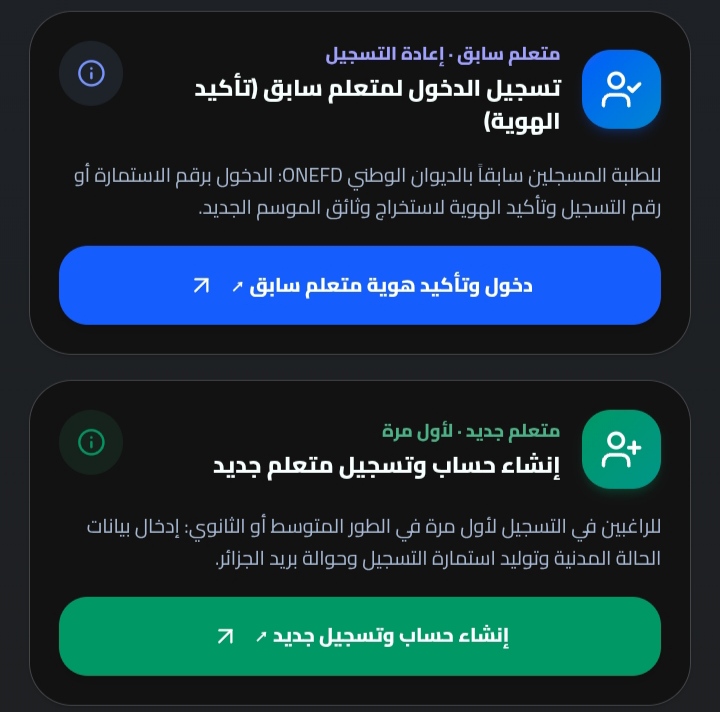 متعلم سابق · إعادة التسجيل
تسجيل الدخول لمتعلم سابق (تأكيد
الهوية)
للطلبة المسجلين سابقاً بالديوان الوطني ONEFD: الدخول برقم الاستمارة أو
رقم التسجيل وتأكيد الهوية لاستخراج وثائق الموسم الجديد.
دخول وتأكيد هوية متعلم سابق ↗
متعلم جديد · لأول مرة
إنشاء حساب وتسجيل متعلم جديد
للراغبين في التسجيل لأول مرة في الطور المتوسط أو الثانوي: إدخال بيانات
الحالة المدنية وتوليد استمارة التسجيل وحوالة بريد الجزائر.
إنشاء حساب وتسجيل جديد ↗